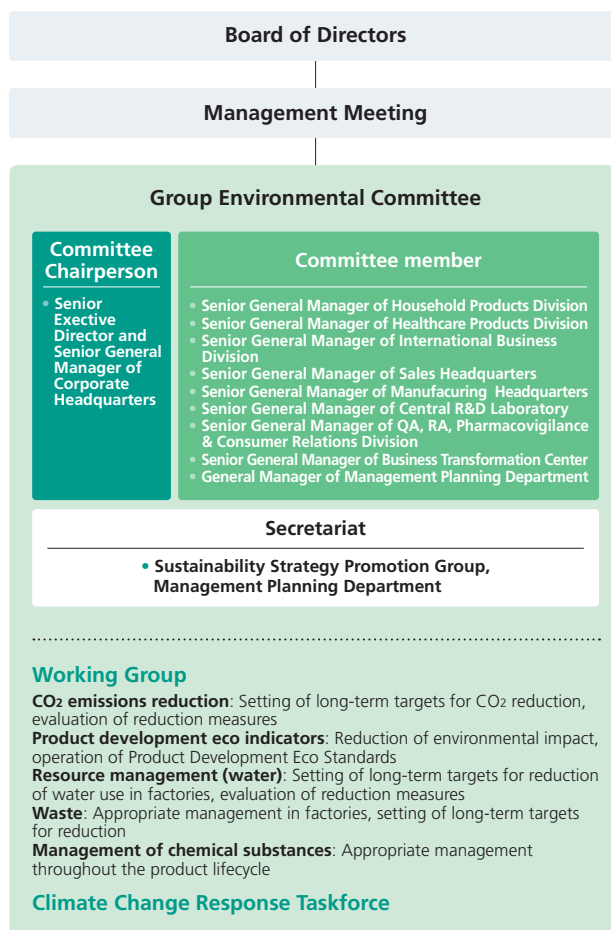 Board of Directors
Management Meeting
Group Environmental Committee
Committee
Chairperson
• Senior
Exective
Director and
Senior General
Manager of
Corporate
Headquarters
Committee member
• Senior General Manager of Household Products Division
• Senior General Manager of Healthcare Products Division
• Senior General Manager of International Business
Division
• Senior General Manager of Sales Headquarters
• Senior General Manager of Manufacuring Headquarters
• Senior General Manager of Central R&D Laboratory
• Senior General Manager of QA, RA, Pharmacovigilance
& Consumer Relations Division
• Senior General Manager of Business Transformation Center
• General Manager of Management Planning Department
Secretariat
• Sustainability Strategy Promotion Group,
Management Planning Department
Working Group
CO2 emissions reduction: Setting of long-term targets for CO2 reduction,
evaluation of reduction measures
Product development eco indicators: Reduction of environmental impact,
operation of Product Development Eco Standards
Resource management (water): Setting of long-term targets for reduction
of water use in factories, evaluation of reduction measures
Waste: Appropriate management in factories, setting of long-term targets
for reduction
Management of chemical substances: Appropriate management
throughout the product lifecycle
Climate Change Response Taskforce